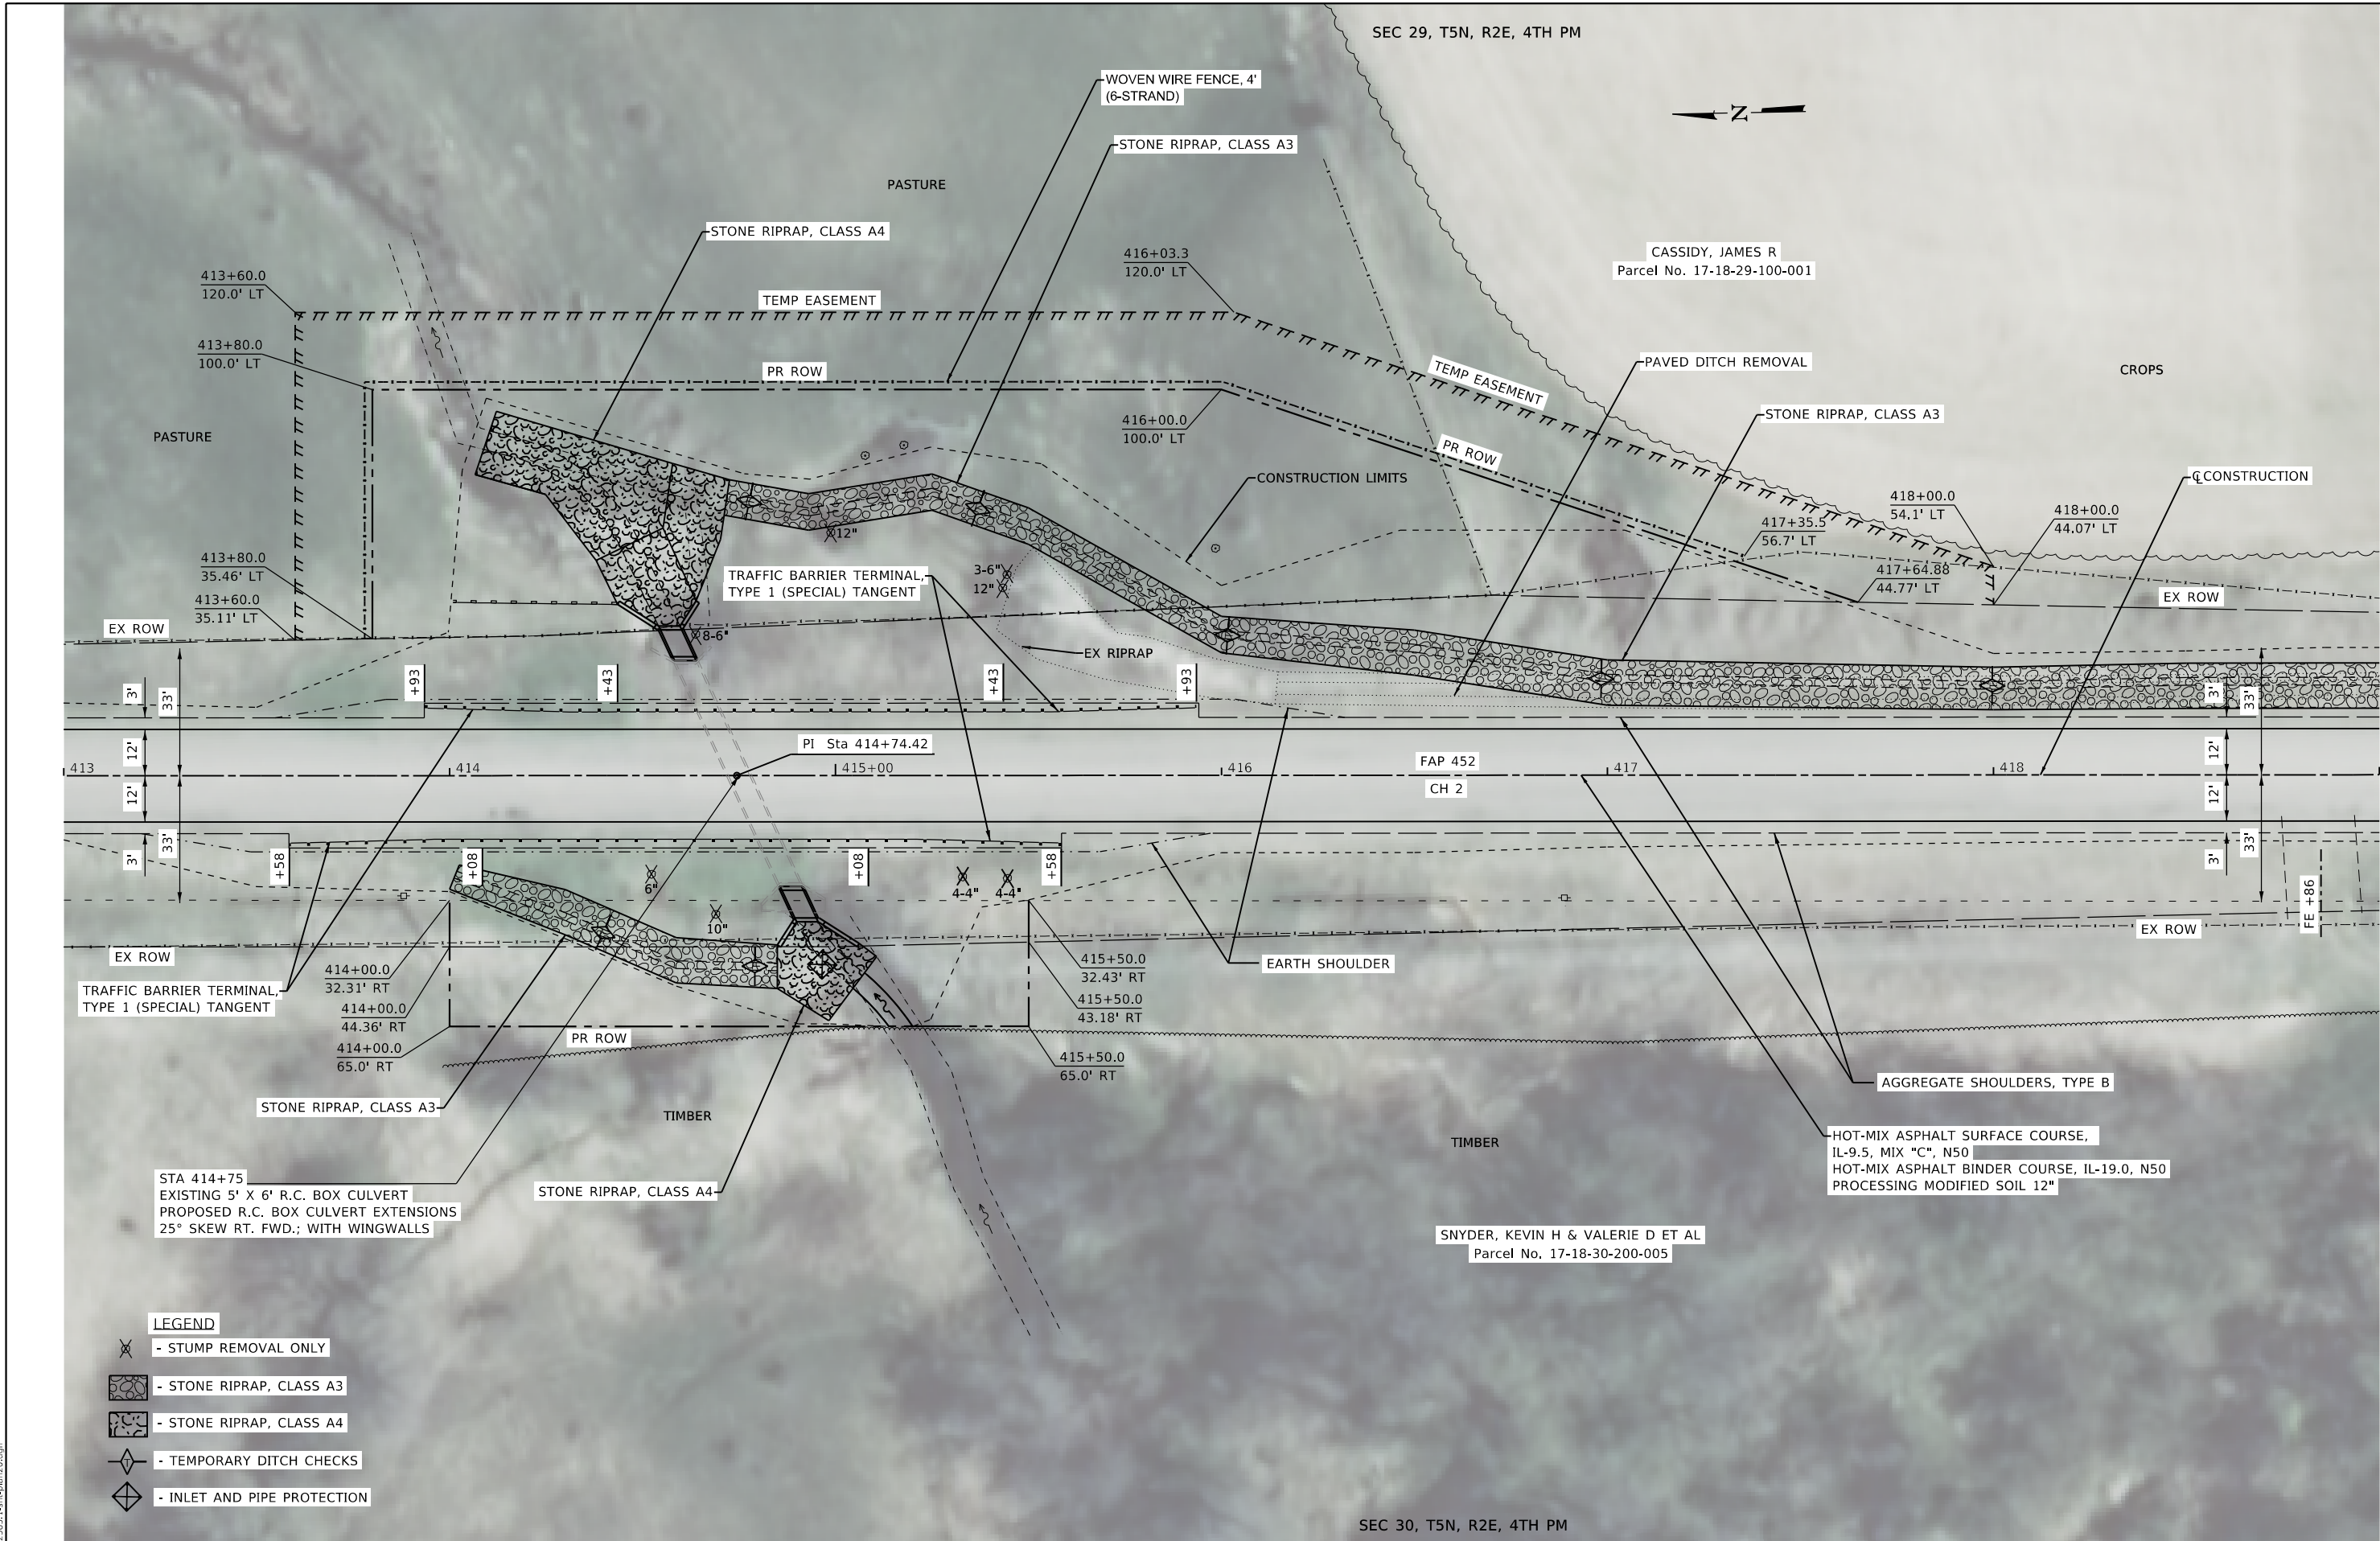 SEC 29, T5N, R2E, 4TH PM
WOVEN WIRE FENCE, 4'
(6-STRAND)
N
STONE RIPRAP, CLASS A3
PASTURE
STONE RIPRAP, CLASS A4
CASSIDY, JAMES R
Parcel No. 17-18-29-100-001
416+03.3
120.0' LT
413+60.0
120.0' LT
TEMP EASEMENT
413+80.0
100.0' LT
PR ROW
TEMP EASEMENT
PAVED DITCH REMOVAL
CROPS
416+00.0
100.0' LT
STONE RIPRAP, CLASS A3
PASTURE
PR ROW
CONSTRUCTION LIMITS
℄ CONSTRUCTION
418+00.0
54.1' LT
418+00.0
44.07' LT
417+35.5
56.7' LT
12"
413+80.0
35.46' LT
TRAFFIC BARRIER TERMINAL,
TYPE 1 (SPECIAL) TANGENT
3-6"
12"
417+64.88
44.77' LT
413+60.0
35.11' LT
EX ROW
EX ROW
8-6"
EX RIPRAP
+93
+43
+43
+93
3'
33'
3'
33'
12'
PI Sta 414+74.42
12'
413
414
415+00
416
FAP 452
417
418
CH 2
12'
12'
3'
33'
3'
33'
+58
+08
+08
+58
6"
4-4"
4-4"
10"
FE +86
EX ROW
EX ROW
414+00.0
32.31' RT
415+50.0
32.43' RT
EARTH SHOULDER
TRAFFIC BARRIER TERMINAL,
TYPE 1 (SPECIAL) TANGENT
414+00.0
44.36' RT
415+50.0
43.18' RT
PR ROW
414+00.0
65.0' RT
415+50.0
65.0' RT
AGGREGATE SHOULDERS, TYPE B
STONE RIPRAP, CLASS A3
TIMBER
TIMBER
HOT-MIX ASPHALT SURFACE COURSE,
IL-9.5, MIX "C", N50
HOT-MIX ASPHALT BINDER COURSE, IL-19.0, N50
PROCESSING MODIFIED SOIL 12"
STA 414+75
EXISTING 5' X 6' R.C. BOX CULVERT
PROPOSED R.C. BOX CULVERT EXTENSIONS
25° SKEW RT. FWD.; WITH WINGWALLS
STONE RIPRAP, CLASS A4
SNYDER, KEVIN H & VALERIE D ET AL
Parcel No. 17-18-30-200-005
LEGEND
- STUMP REMOVAL ONLY
- STONE RIPRAP, CLASS A3
- STONE RIPRAP, CLASS A4
T - TEMPORARY DITCH CHECKS
- INLET AND PIPE PROTECTION
SEC 30, T5N, R2E, 4TH PM